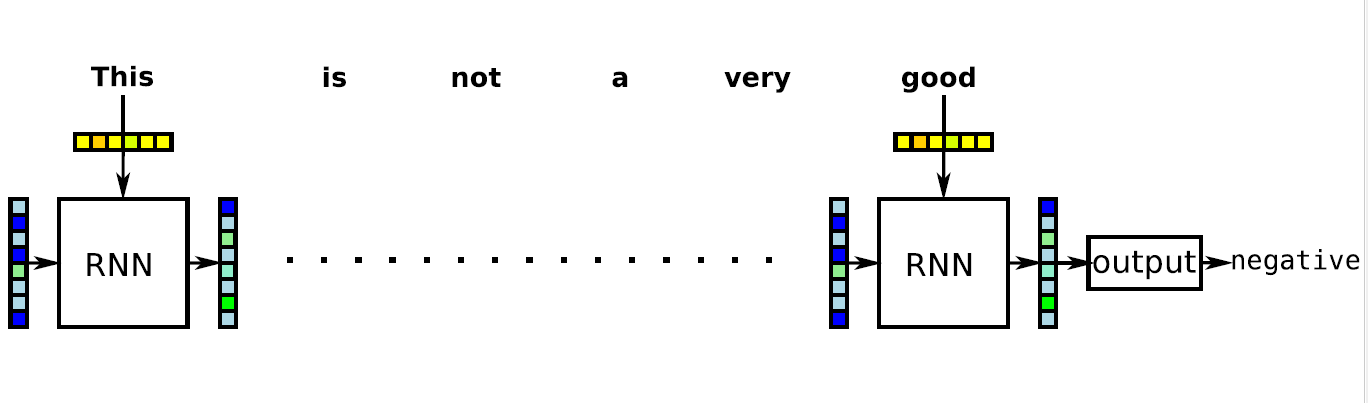 This is not a very good
RNN RNN output negative